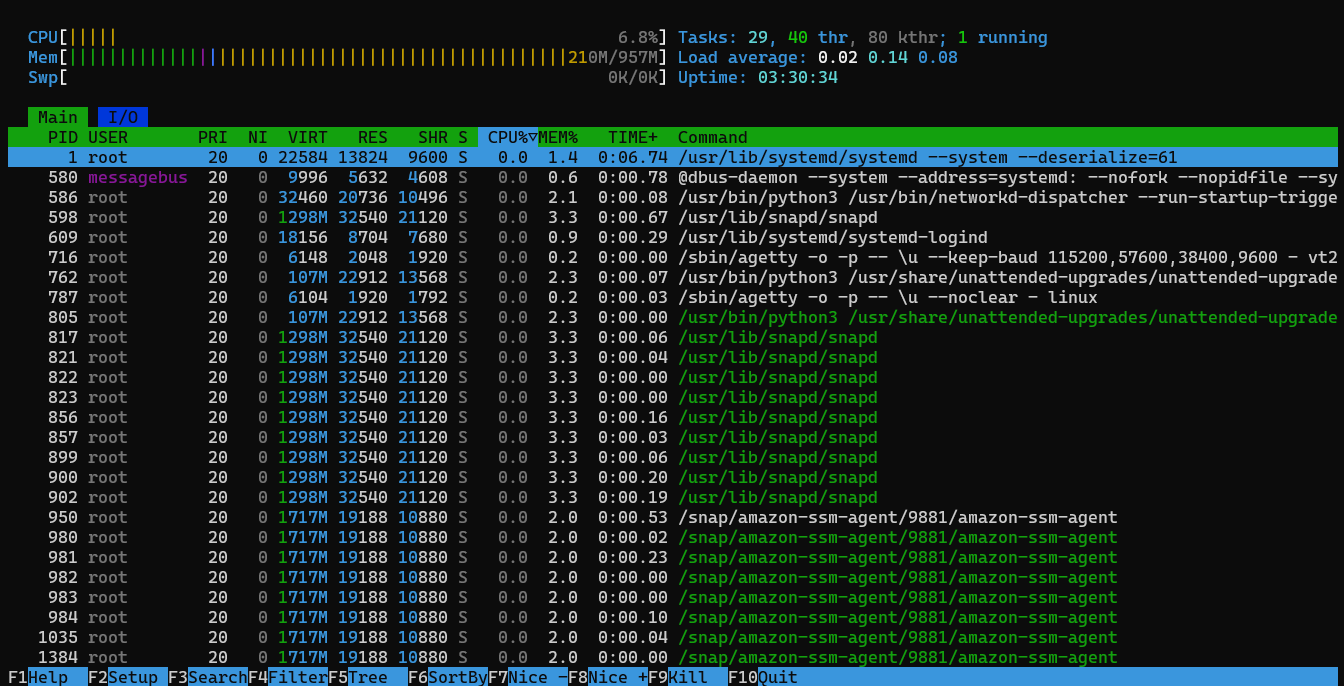 CPU[||||| 6.8%] Tasks: 29, 40 thr, 80 kthr; 1 running
Mem[||||||||||||||||||||||||||||||||||||||||||||||||||210M/957M] Load average: 0.02 0.14 0.08
Swp[ 0K/0K] Uptime: 03:30:34
Main I/O
PID USER PRI NI VIRT RES SHR S CPU%▽MEM% TIME+ Command
1 root 20 0 22584 13824 9600 S 0.0 1.4 0:06.74 /usr/lib/systemd/systemd --system --deserialize=61
580 messagebus 20 0 9996 5632 4608 S 0.0 0.6 0:00.78 @dbus-daemon --system --address=systemd: --nofork --nopidfile --sy
586 root 20 0 32460 20736 10496 S 0.0 2.1 0:00.08 /usr/bin/python3 /usr/bin/networkd-dispatcher --run-startup-trigge
598 root 20 0 1298M 32540 21120 S 0.0 3.3 0:00.67 /usr/lib/snapd/snapd
609 root 20 0 18156 8704 7680 S 0.0 0.9 0:00.29 /usr/lib/systemd/systemd-logind
716 root 20 0 6148 2048 1920 S 0.0 0.2 0:00.00 /sbin/agetty -o -p -- \u --keep-baud 115200,57600,38400,9600 - vt2
762 root 20 0 107M 22912 13568 S 0.0 2.3 0:00.07 /usr/bin/python3 /usr/share/unattended-upgrades/unattended-upgrade
787 root 20 0 6104 1920 1792 S 0.0 0.2 0:00.03 /sbin/agetty -o -p -- \u --noclear - linux
805 root 20 0 107M 22912 13568 S 0.0 2.3 0:00.00 /usr/bin/python3 /usr/share/unattended-upgrades/unattended-upgrade
817 root 20 0 1298M 32540 21120 S 0.0 3.3 0:00.06 /usr/lib/snapd/snapd
821 root 20 0 1298M 32540 21120 S 0.0 3.3 0:00.04 /usr/lib/snapd/snapd
822 root 20 0 1298M 32540 21120 S 0.0 3.3 0:00.00 /usr/lib/snapd/snapd
823 root 20 0 1298M 32540 21120 S 0.0 3.3 0:00.00 /usr/lib/snapd/snapd
856 root 20 0 1298M 32540 21120 S 0.0 3.3 0:00.16 /usr/lib/snapd/snapd
857 root 20 0 1298M 32540 21120 S 0.0 3.3 0:00.03 /usr/lib/snapd/snapd
899 root 20 0 1298M 32540 21120 S 0.0 3.3 0:00.06 /usr/lib/snapd/snapd
900 root 20 0 1298M 32540 21120 S 0.0 3.3 0:00.20 /usr/lib/snapd/snapd
902 root 20 0 1298M 32540 21120 S 0.0 3.3 0:00.19 /usr/lib/snapd/snapd
950 root 20 0 1717M 19188 10880 S 0.0 2.0 0:00.53 /snap/amazon-ssm-agent/9881/amazon-ssm-agent
980 root 20 0 1717M 19188 10880 S 0.0 2.0 0:00.02 /snap/amazon-ssm-agent/9881/amazon-ssm-agent
981 root 20 0 1717M 19188 10880 S 0.0 2.0 0:00.23 /snap/amazon-ssm-agent/9881/amazon-ssm-agent
982 root 20 0 1717M 19188 10880 S 0.0 2.0 0:00.00 /snap/amazon-ssm-agent/9881/amazon-ssm-agent
983 root 20 0 1717M 19188 10880 S 0.0 2.0 0:00.00 /snap/amazon-ssm-agent/9881/amazon-ssm-agent
984 root 20 0 1717M 19188 10880 S 0.0 2.0 0:00.10 /snap/amazon-ssm-agent/9881/amazon-ssm-agent
1035 root 20 0 1717M 19188 10880 S 0.0 2.0 0:00.04 /snap/amazon-ssm-agent/9881/amazon-ssm-agent
1384 root 20 0 1717M 19188 10880 S 0.0 2.0 0:00.00 /snap/amazon-ssm-agent/9881/amazon-ssm-agent
F1Help F2Setup F3SearchF4FilterF5Tree F6SortByF7Nice -F8Nice +F9Kill F10Quit